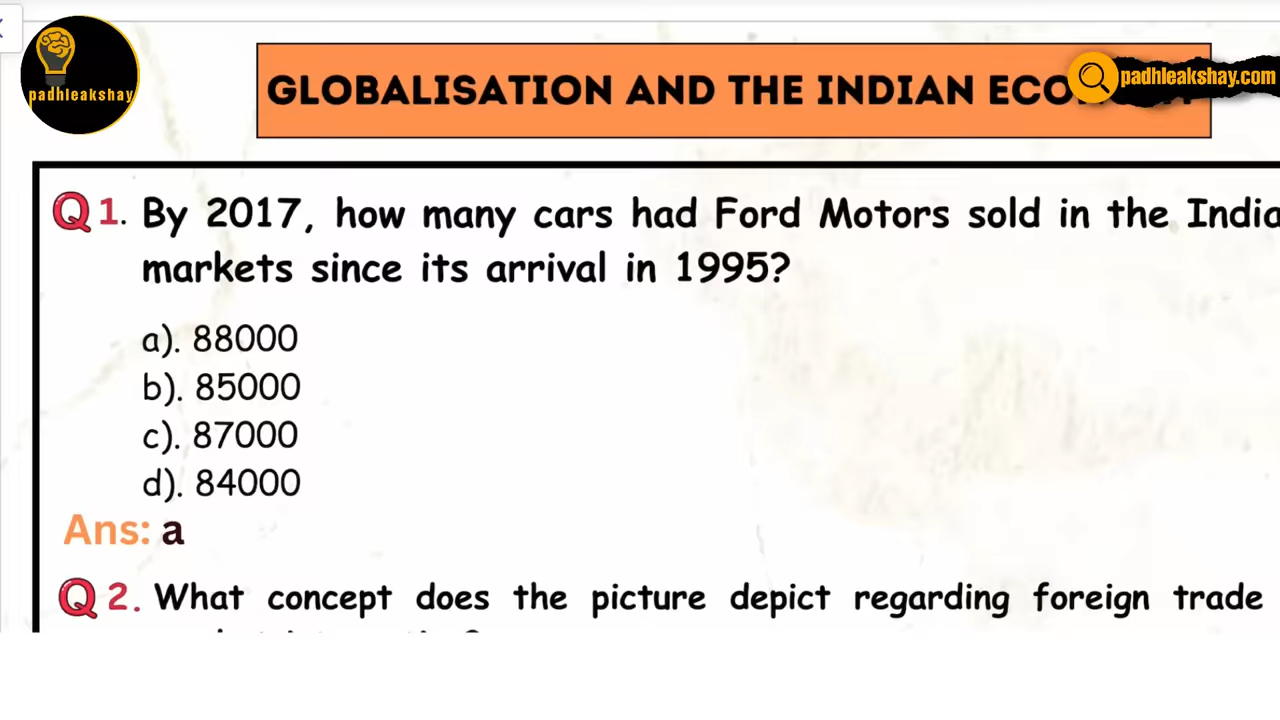 padhleakshay
GLOBALISATION AND THE INDIAN ECO
padhleakshay.com
Q 1. By 2017, how many cars had Ford Motors sold in the India
markets since its arrival in 1995?
a). 88000
b). 85000
c). 87000
d). 84000
Ans: a
Q 2. What concept does the picture depict regarding foreign trade